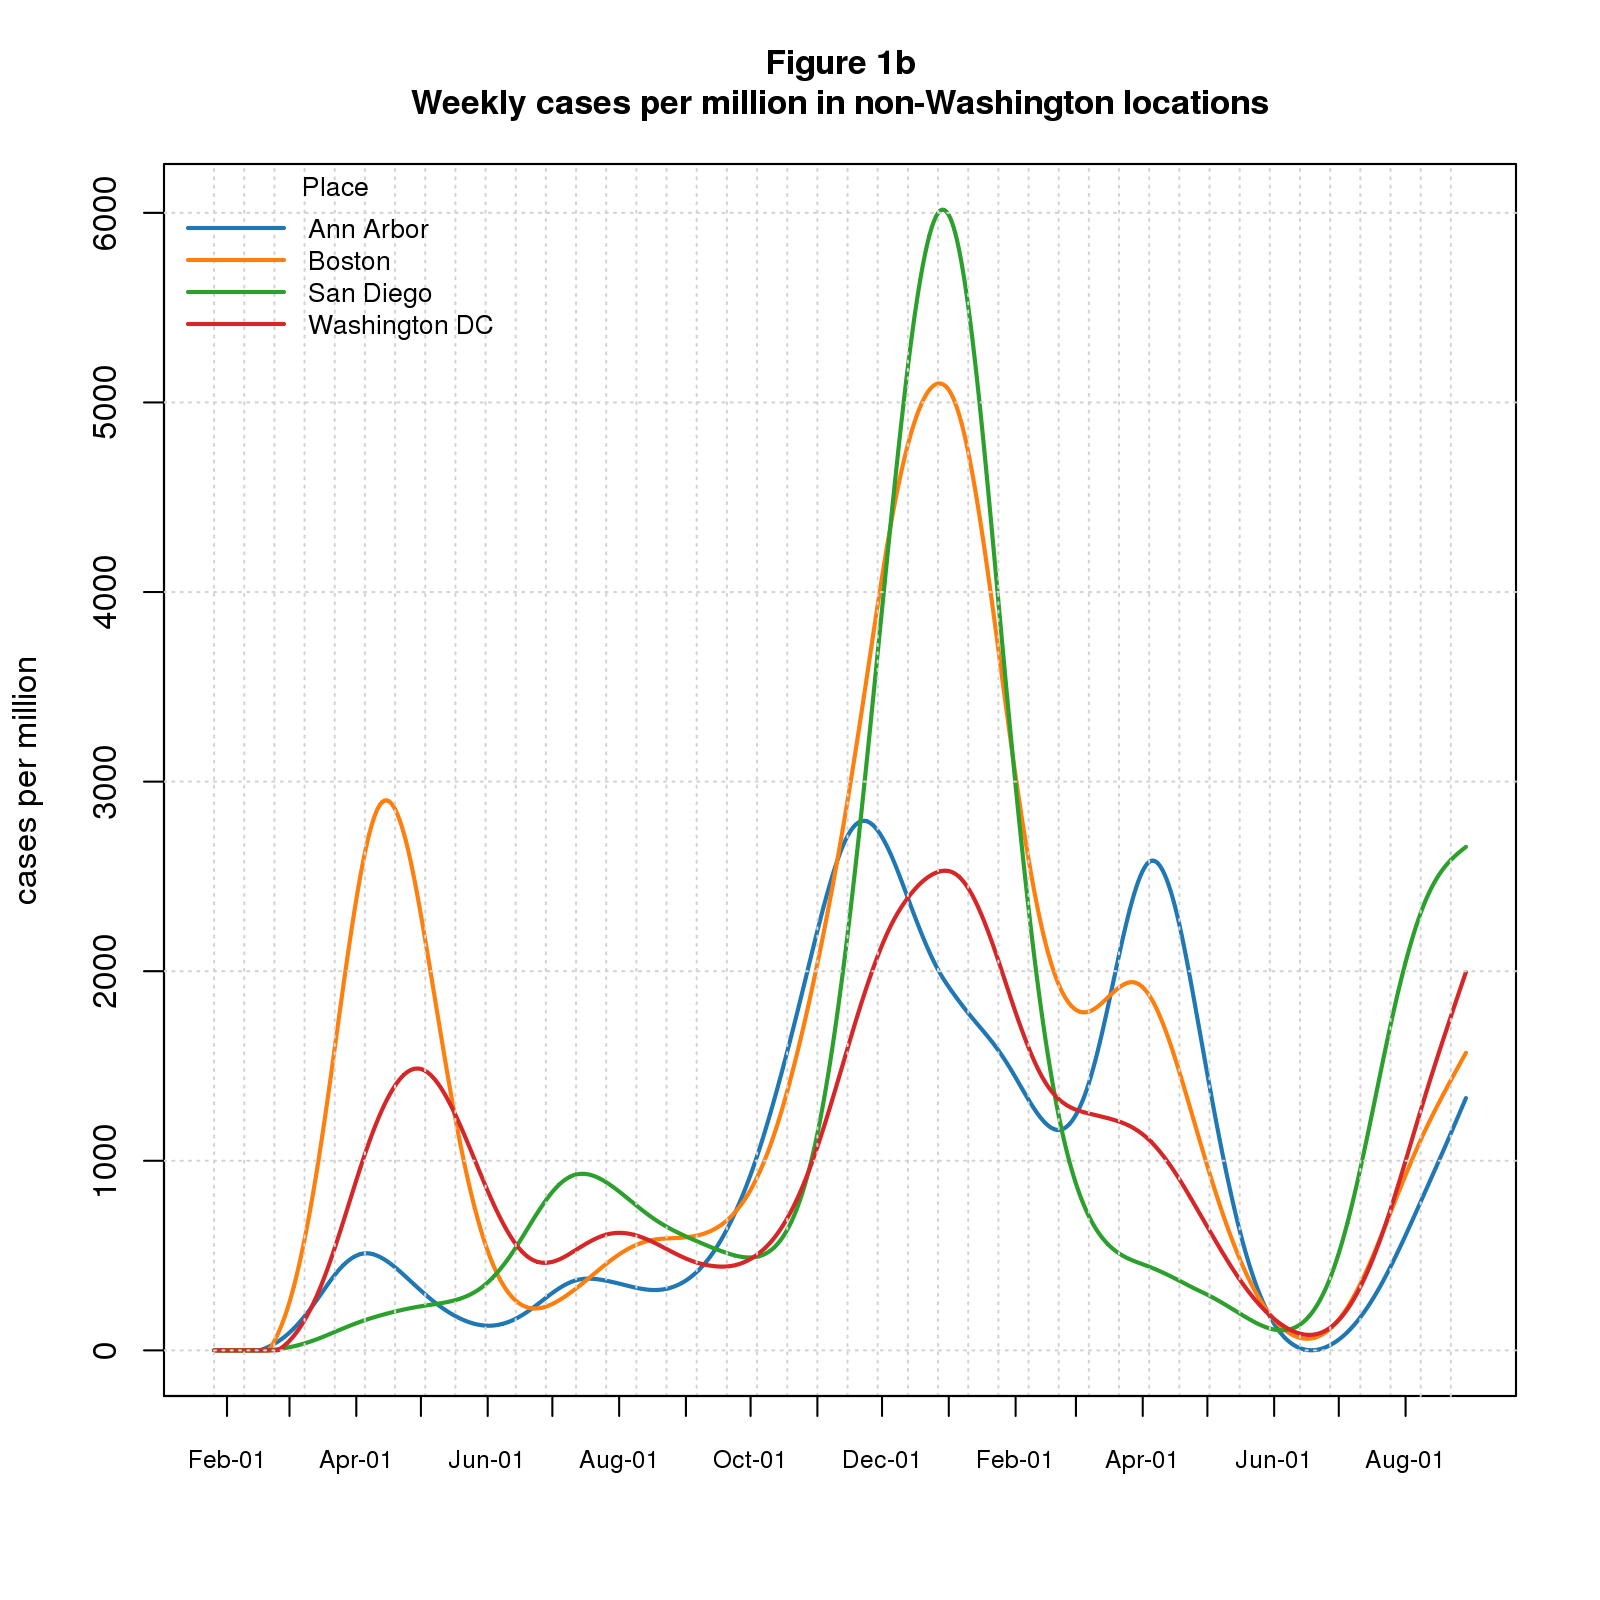 Figure 1b
Weekly cases per million in non-Washington locations
Place
Ann Arbor
Boston
San Diego
Washington DC
6000
5000
4000
3000
2000
1000
0
cases per million
Feb-01 Apr-01 Jun-01 Aug-01 Oct-01 Dec-01 Feb-01 Apr-01 Jun-01 Aug-01